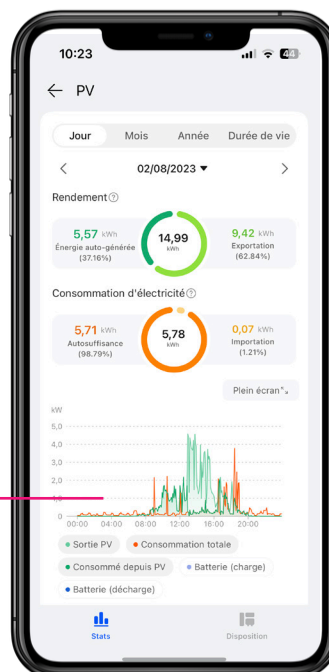 10:23
44
← PV
Jour Mois Année Durée de vie
< 02/08/2023 ▼ >
Rendement ?
5,57 kWh
Énergie auto-générée
(37.16%)
14,99
kWh
9,42 kWh
Exportation
(62.84%)
Consommation d'électricité ?
5,71 kWh
Autosuffisance
(98.79%)
5,78
kWh
0,07 kWh
Importation
(1.21%)
Plein écran
kW
5,0
4,0
3,0
2,0
1,0
0
00:00 04:00 08:00 12:00 16:00 20:00
• Sortie PV • Consommation totale
• Consommé depuis PV • Batterie (charge)
• Batterie (décharge)
Stats Disposition